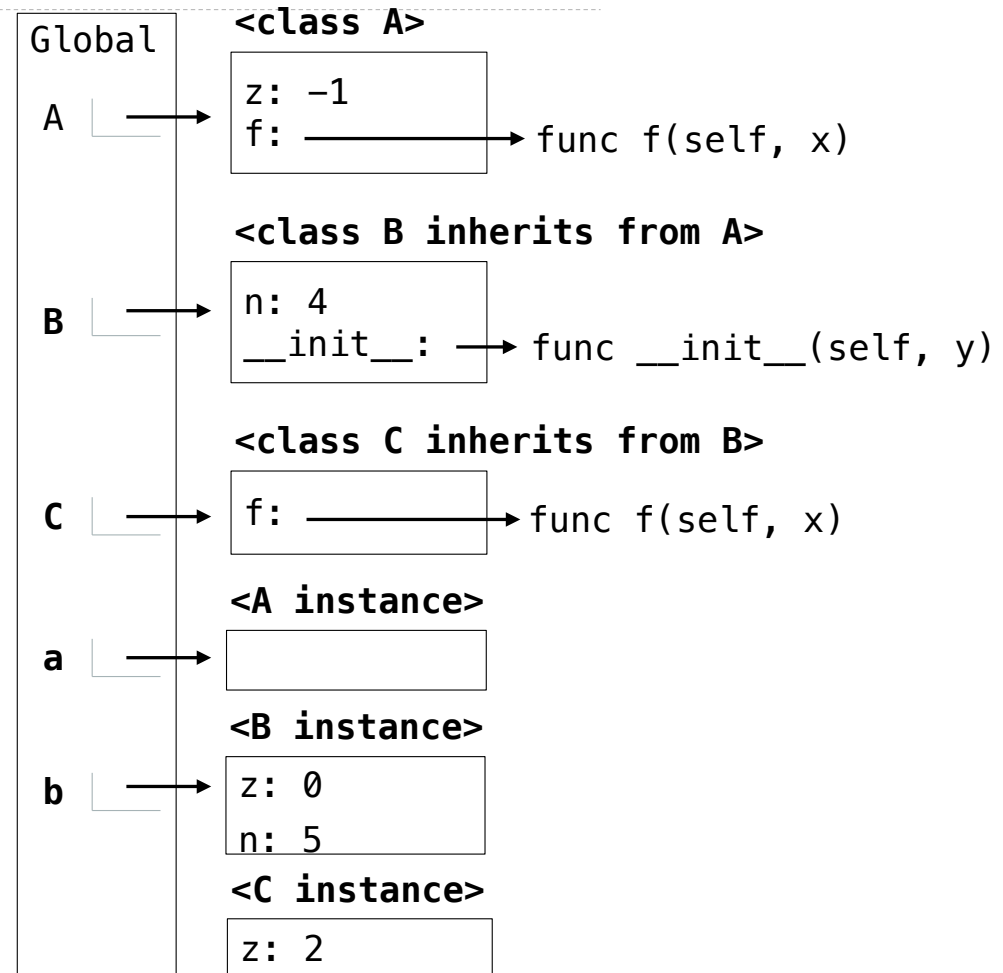 Global
<class A>
A
z: −1
f:
func f(self, x)
<class B inherits from A>
B
n: 4
__init__:
func __init__(self, y)
<class C inherits from B>
C
f:
func f(self, x)
<A instance>
a
<B instance>
b
z: 0
n: 5
<C instance>
z: 2